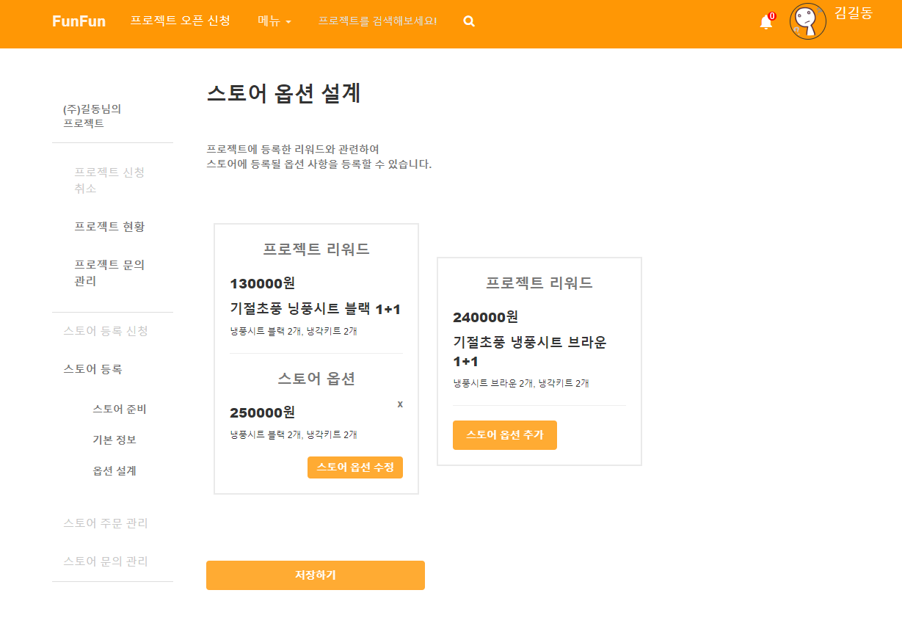 FunFun 프로젝트 오픈 신청 메뉴 프로젝트를 검색해보세요! 0 김길동
스토어 옵션 설계
(주)길동님의
프로젝트
프로젝트에 등록한 리워드와 관련하여
스토어에 등록될 옵션 사항을 등록할 수 있습니다.
프로젝트 신청
취소
프로젝트 현황
프로젝트 문의
관리
스토어 등록 신청
스토어 등록
스토어 준비
기본 정보
옵션 설계
스토어 주문 관리
스토어 문의 관리
프로젝트 리워드
130000원
기절초풍 닝풍시트 블랙 1+1
냉풍시트 블랙 2개, 냉각키트 2개
스토어 옵션
x
250000원
냉풍시트 블랙 2개, 냉각키트 2개
스토어 옵션 수정
프로젝트 리워드
240000원
기절초풍 냉풍시트 브라운
1+1
냉풍시트 브라운 2개, 냉각키트 2개
스토어 옵션 추가
저장하기